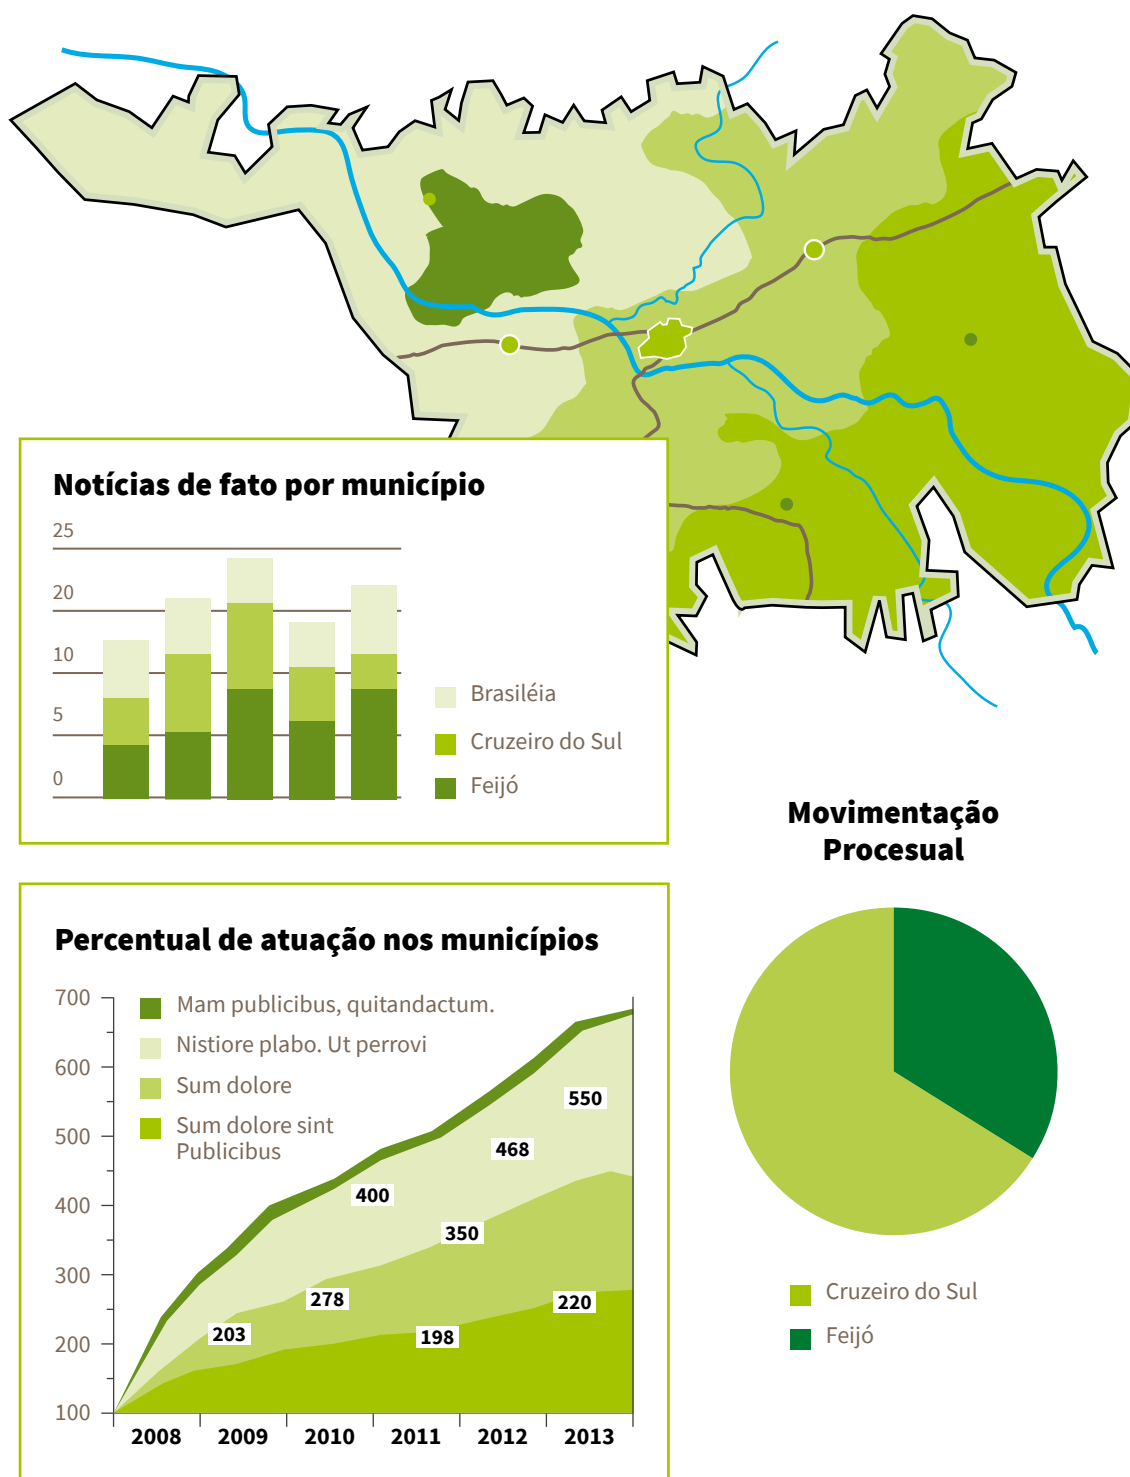 Notícias de fato por município
25
20
10
5
0
Brasiléia
Cruzeiro do Sul
Feijó
Movimentação
Procesual
Cruzeiro do Sul
Feijó
Percentual de atuação nos municípios
700
600
500
400
300
200
100
Mam publicibus, quitandactum.
Nistiore plabo. Ut perrovi
Sum dolore
Sum dolore sint
Publicibus
550
468
400
350
278
220
203
198
2008 2009 2010 2011 2012 2013